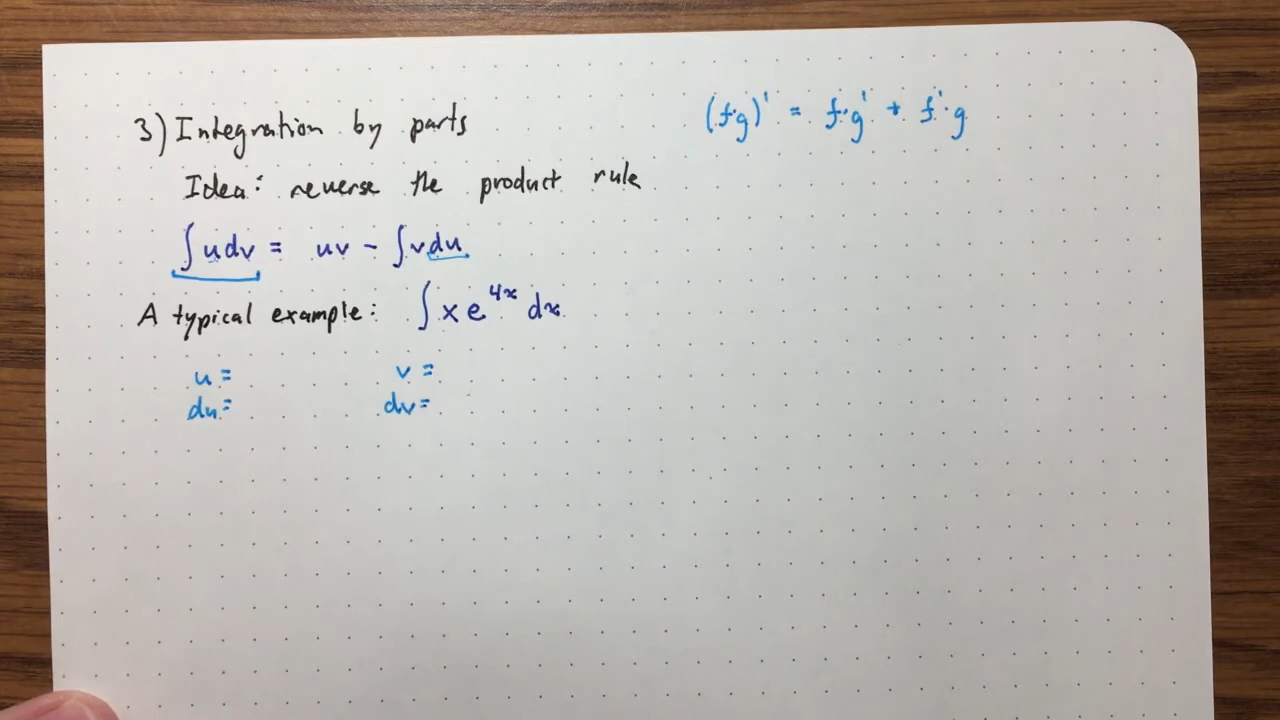 3) Integration by parts
(f·g)' = f·g' + f'·g
Idea: reverse the product rule
∫udv = uv - ∫vdu
A typical example: ∫xe^{4x} dx
u = v =
du= dv=